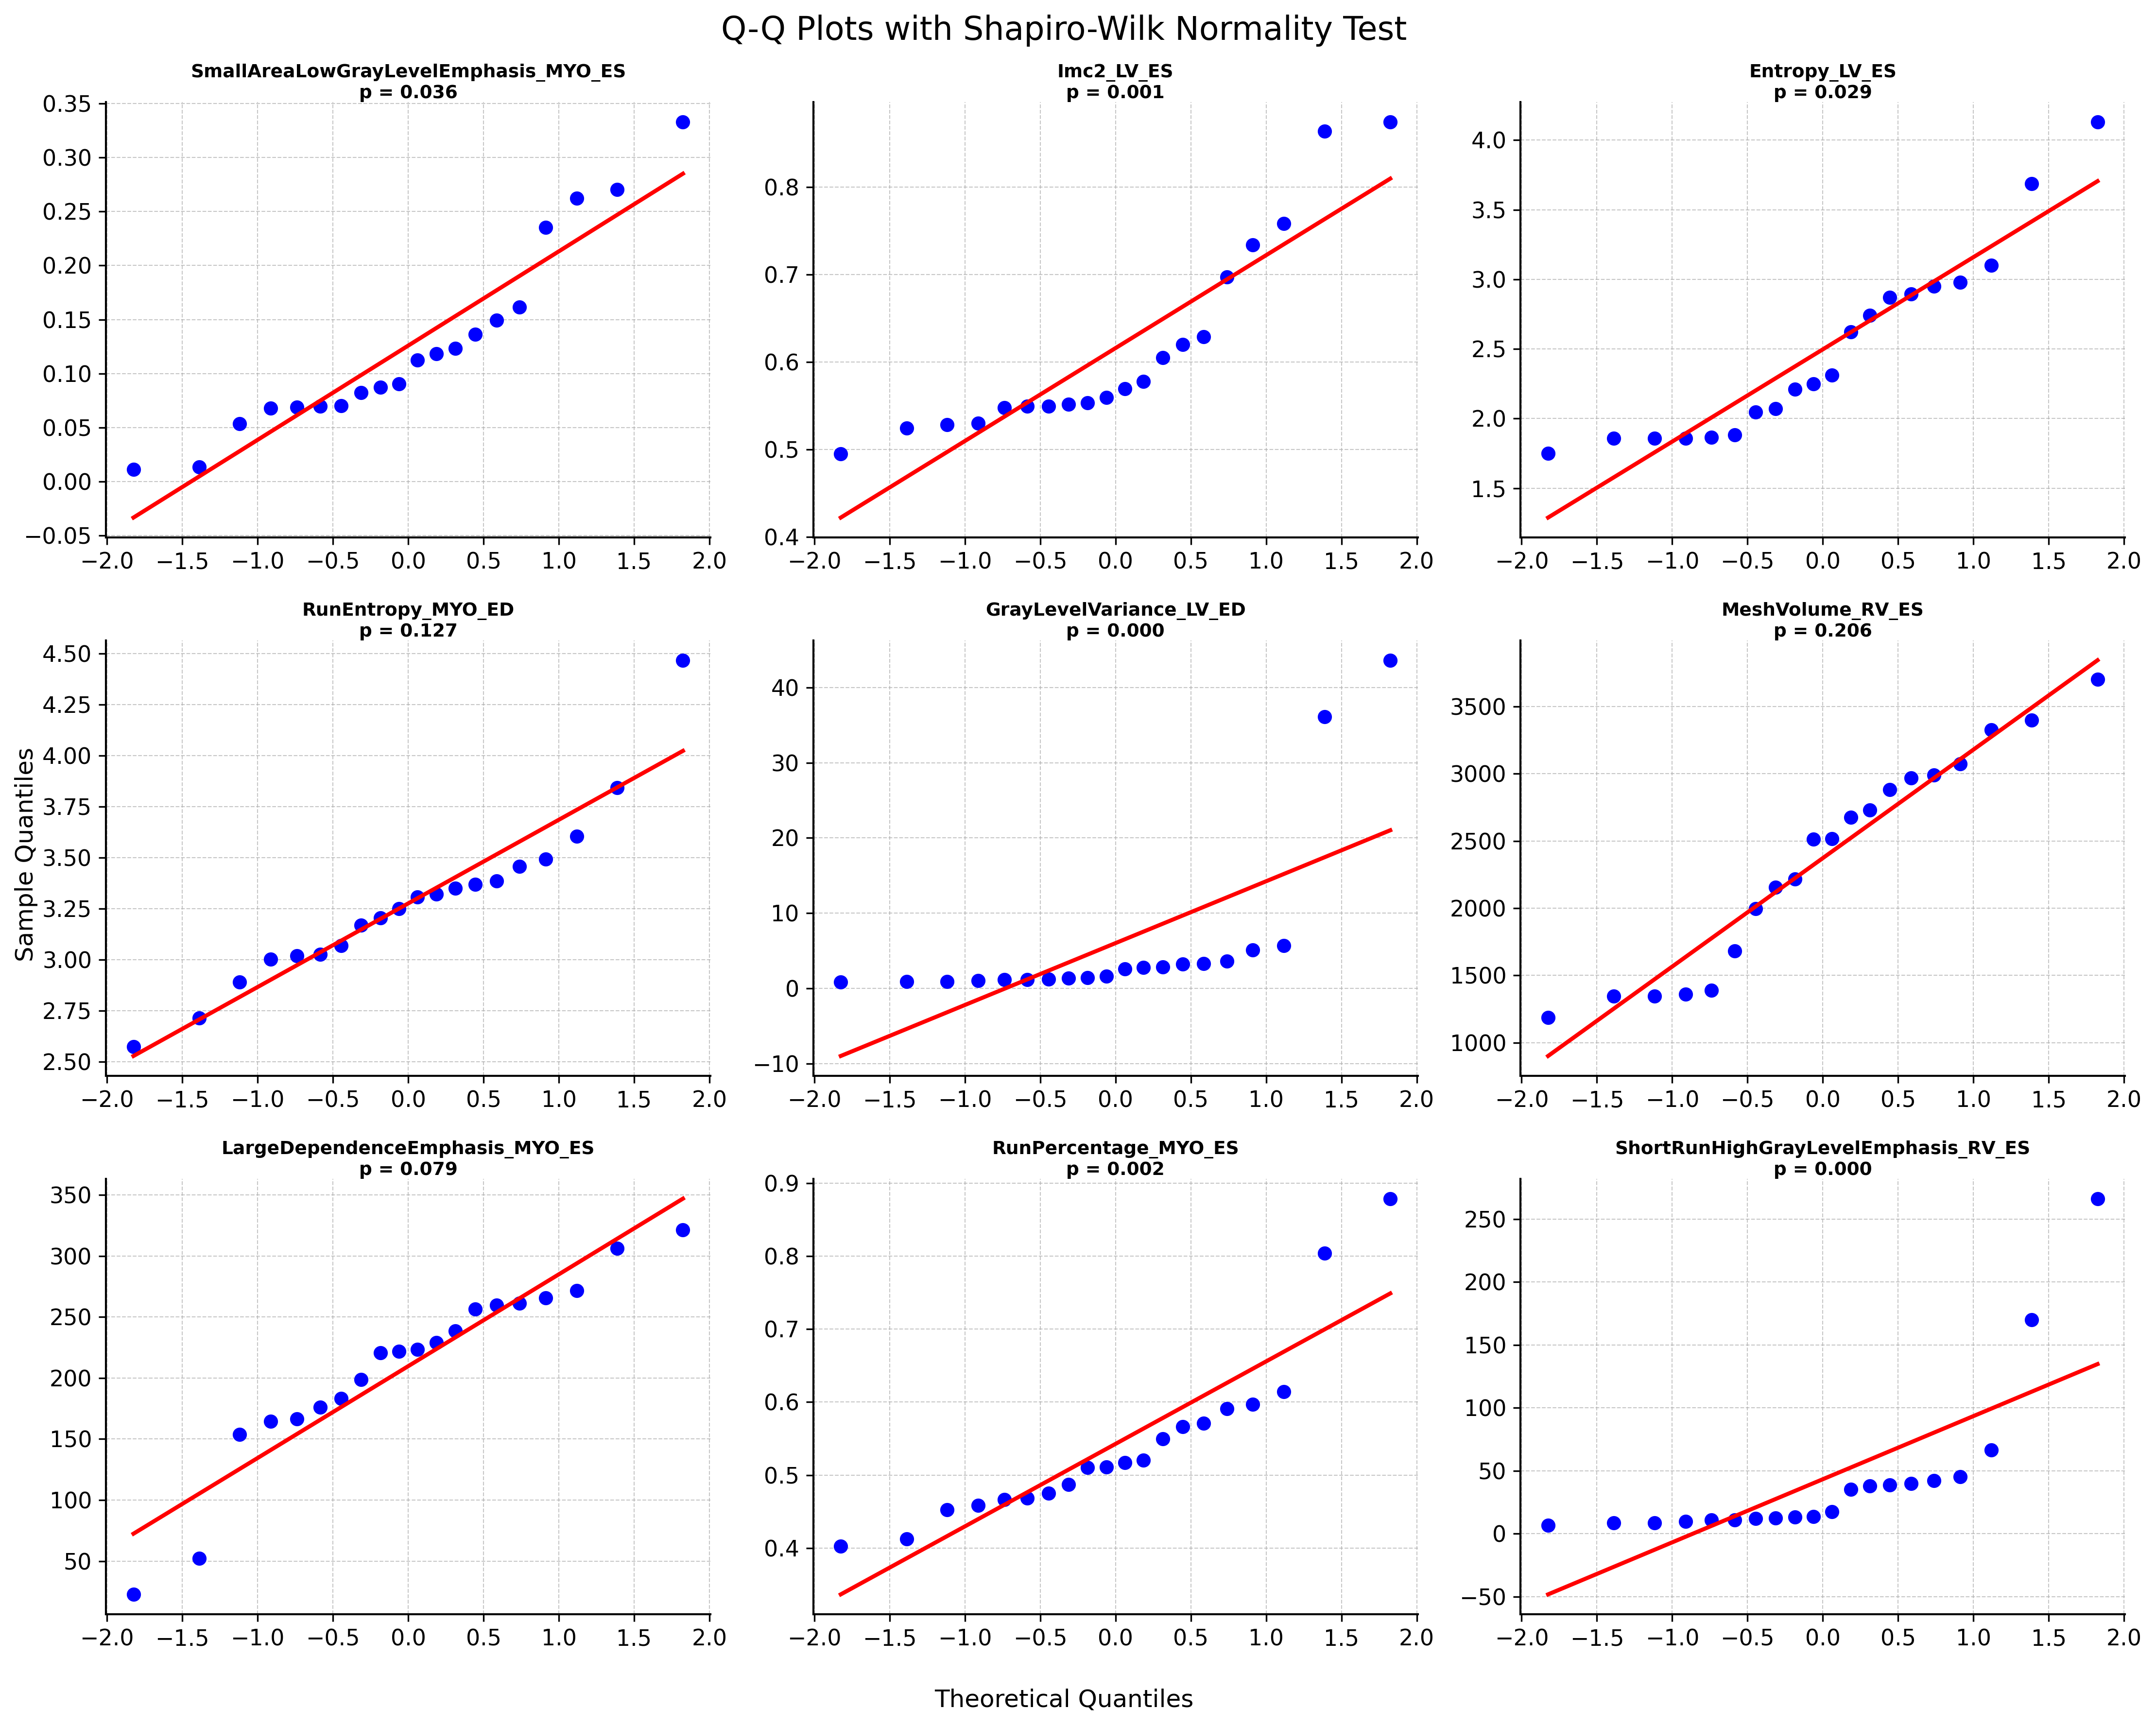 Q-Q Plots with Shapiro-Wilk Normality Test
SmallAreaLowGrayLevelEmphasis_MYO_ES
p = 0.036
0.35
0.30
0.25
0.20
0.15
0.10
0.05
0.00
−0.05
−2.0 −1.5 −1.0 −0.5 0.0 0.5 1.0 1.5 2.0
Imc2_LV_ES
p = 0.001
0.8
0.7
0.6
0.5
0.4
−2.0 −1.5 −1.0 −0.5 0.0 0.5 1.0 1.5 2.0
Entropy_LV_ES
p = 0.029
4.0
3.5
3.0
2.5
2.0
1.5
−2.0 −1.5 −1.0 −0.5 0.0 0.5 1.0 1.5 2.0
Sample Quantiles
RunEntropy_MYO_ED
p = 0.127
4.50
4.25
4.00
3.75
3.50
3.25
3.00
2.75
2.50
−2.0 −1.5 −1.0 −0.5 0.0 0.5 1.0 1.5 2.0
GrayLevelVariance_LV_ED
p = 0.000
40
30
20
10
0
−10
−2.0 −1.5 −1.0 −0.5 0.0 0.5 1.0 1.5 2.0
MeshVolume_RV_ES
p = 0.206
3500
3000
2500
2000
1500
1000
−2.0 −1.5 −1.0 −0.5 0.0 0.5 1.0 1.5 2.0
LargeDependenceEmphasis_MYO_ES
p = 0.079
350
300
250
200
150
100
50
−2.0 −1.5 −1.0 −0.5 0.0 0.5 1.0 1.5 2.0
RunPercentage_MYO_ES
p = 0.002
0.9
0.8
0.7
0.6
0.5
0.4
−2.0 −1.5 −1.0 −0.5 0.0 0.5 1.0 1.5 2.0
ShortRunHighGrayLevelEmphasis_RV_ES
p = 0.000
250
200
150
100
50
0
−50
−2.0 −1.5 −1.0 −0.5 0.0 0.5 1.0 1.5 2.0
Theoretical Quantiles